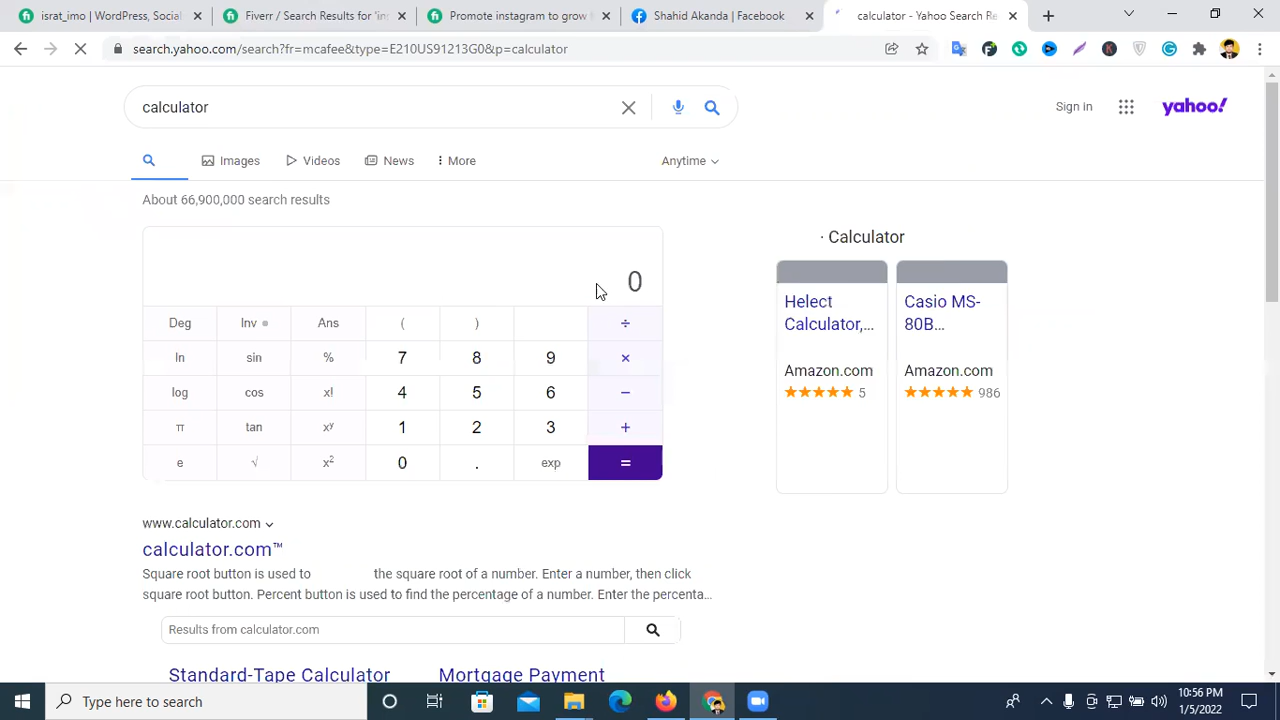 israt_imo | WordPress, Social
Fiverr / Search Results for 'inc
Promote instagram to grow f
Shahid Akanda | Facebook
calculator - Yahoo Search Re
search.yahoo.com/search?fr=mcafee&type=E210US91213G0&p=calculator
calculator
Sign in
yahoo!
Images
Videos
News
More
Anytime
About 66,900,000 search results
0
Deg Inv Ans ( ) ÷
ln sin % 7 8 9 ×
log cos x! 4 5 6 −
π tan xʸ 1 2 3 +
e √ x² 0 . exp =
· Calculator
Helect
Calculator,...
Amazon.com
5
Casio MS-
80B...
Amazon.com
986
www.calculator.com
calculator.com™
Square root button is used to the square root of a number. Enter a number, then click
square root button. Percent button is used to find the percentage of a number. Enter the percenta...
Results from calculator.com
Standard-Tape Calculator
Mortgage Payment
Type here to search
10:56 PM
1/5/2022